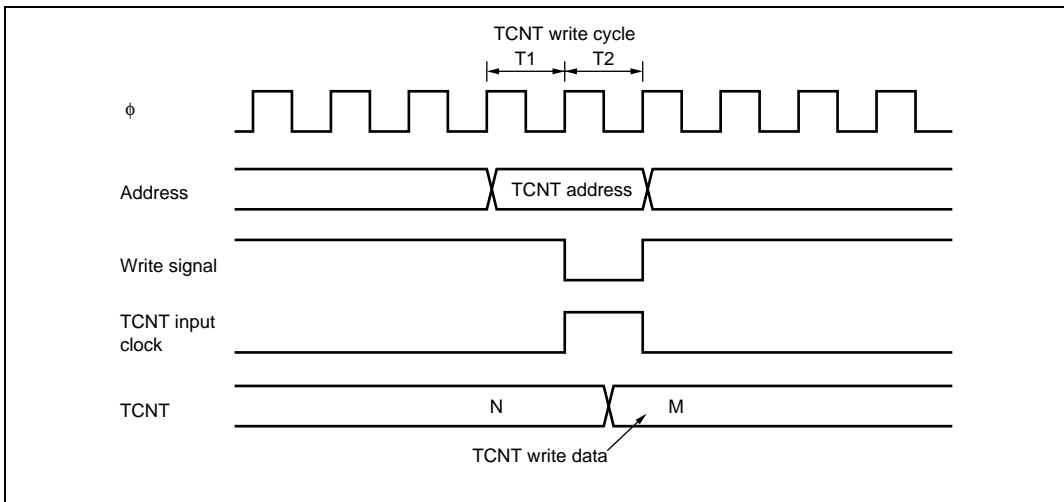 TCNT write cycle
T1 T2
ϕ
Address
TCNT address
Write signal
TCNT input
clock
TCNT
N M
TCNT write data